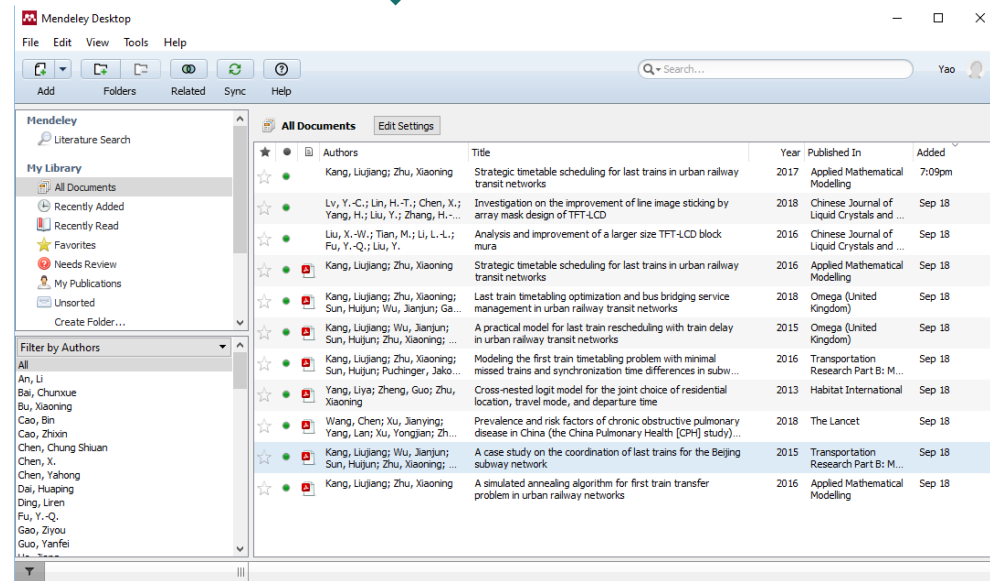 Mendeley Desktop
File Edit View Tools Help
Search...
Yao
Add Folders Related Sync Help
Mendeley
Literature Search
My Library
All Documents
Recently Added
Recently Read
Favorites
Needs Review
My Publications
Unsorted
Create Folder...
Filter by Authors
All
An, Li
Bai, Chunxue
Bu, Xiaoning
Cao, Bin
Cao, Zhixin
Chen, Chung Shiuan
Chen, X.
Chen, Yahong
Dai, Huaping
Ding, Liren
Fu, Y.-Q.
Gao, Ziyou
Guo, Yanfei
All Documents Edit Settings
Authors Title Year Published In Added
Kang, Liujiang; Zhu, Xiaoning Strategic timetable scheduling for last trains in urban railway 2017 Applied Mathematical 7:09pm
transit networks Modelling
Lv, Y.-C.; Lin, H.-T.; Chen, X.; Investigation on the improvement of line image sticking by 2018 Chinese Journal of Sep 18
Yang, H.; Liu, Y.; Zhang, H.-... array mask design of TFT-LCD Liquid Crystals and ...
Liu, X.-W.; Tian, M.; Li, L.-L.; Analysis and improvement of a larger size TFT-LCD block 2016 Chinese Journal of Sep 18
Fu, Y.-Q.; Liu, Y. mura Liquid Crystals and ...
Kang, Liujiang; Zhu, Xiaoning Strategic timetable scheduling for last trains in urban railway 2016 Applied Mathematical Sep 18
transit networks Modelling
Kang, Liujiang; Zhu, Xiaoning; Last train timetabling optimization and bus bridging service 2018 Omega (United Sep 18
Sun, Huijun; Wu, Jianjun; Ga... management in urban railway transit networks Kingdom)
Kang, Liujiang; Wu, Jianjun; A practical model for last train rescheduling with train delay 2015 Omega (United Sep 18
Sun, Huijun; Zhu, Xiaoning; ... in urban railway transit networks Kingdom)
Kang, Liujiang; Zhu, Xiaoning; Modeling the first train timetabling problem with minimal 2016 Transportation Sep 18
Sun, Huijun; Puchinger, Jako... missed trains and synchronization time differences in subw... Research Part B: M...
Yang, Liya; Zheng, Guo; Zhu, Cross-nested logit model for the joint choice of residential 2013 Habitat International Sep 18
Xiaoning location, travel mode, and departure time
Wang, Chen; Xu, Jianying; Prevalence and risk factors of chronic obstructive pulmonary 2018 The Lancet Sep 18
Yang, Lan; Xu, Yongjian; Zh... disease in China (the China Pulmonary Health [CPH] study)...
Kang, Liujiang; Wu, Jianjun; A case study on the coordination of last trains for the Beijing 2015 Transportation Sep 18
Sun, Huijun; Zhu, Xiaoning; ... subway network Research Part B: M...
Kang, Liujiang; Zhu, Xiaoning A simulated annealing algorithm for first train transfer 2016 Applied Mathematical Sep 18
problem in urban railway networks Modelling